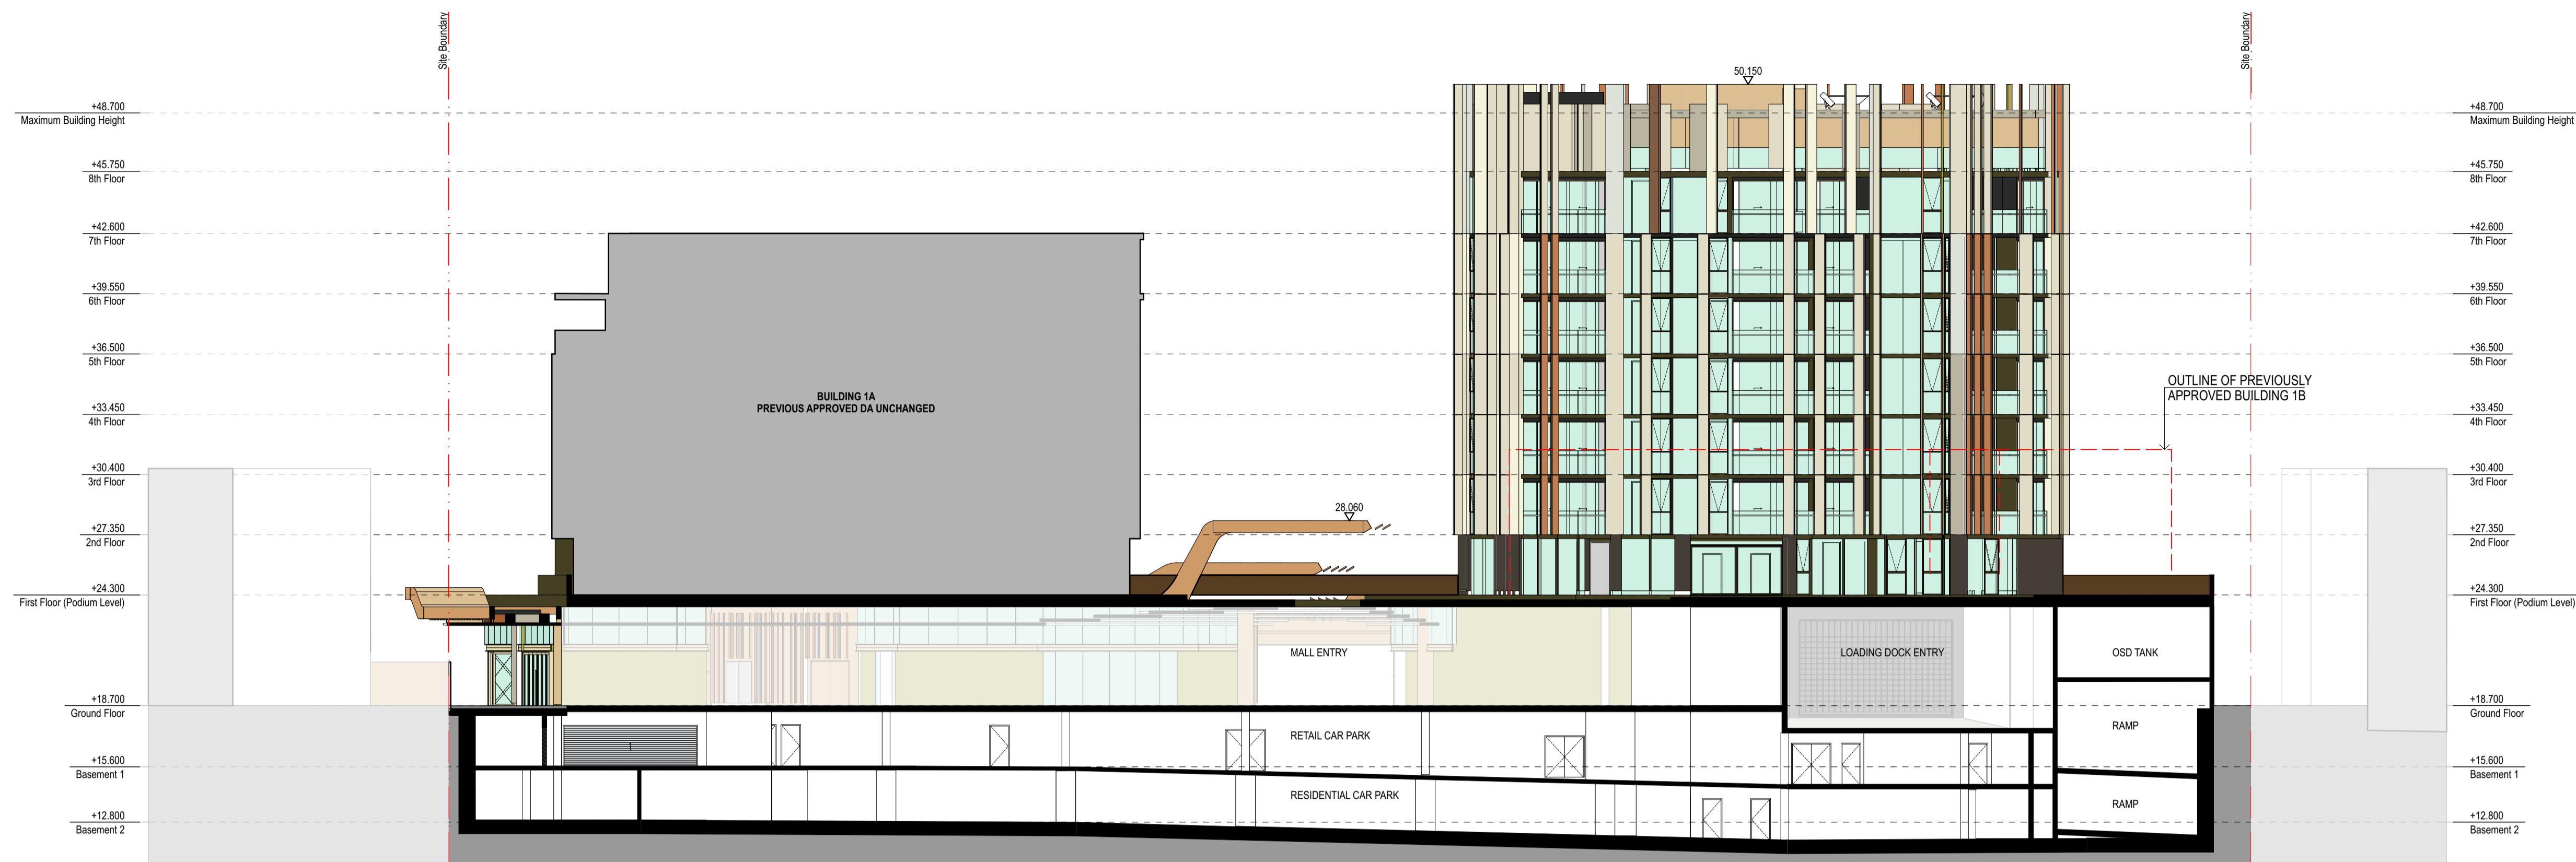 Site Boundary
Site Boundary
50.150
+48.700
Maximum Building Height
+48.700
Maximum Building Height
+45.750
8th Floor
+45.750
8th Floor
+42.600
7th Floor
+42.600
7th Floor
+39.550
6th Floor
+39.550
6th Floor
+36.500
5th Floor
+36.500
5th Floor
OUTLINE OF PREVIOUSLY
APPROVED BUILDING 1B
BUILDING 1A
PREVIOUS APPROVED DA UNCHANGED
+33.450
4th Floor
+33.450
4th Floor
+30.400
3rd Floor
+30.400
3rd Floor
28.060
+27.350
2nd Floor
+27.350
2nd Floor
+24.300
First Floor (Podium Level)
+24.300
First Floor (Podium Level)
MALL ENTRY
LOADING DOCK ENTRY
OSD TANK
+18.700
Ground Floor
+18.700
Ground Floor
RAMP
RETAIL CAR PARK
+15.600
Basement 1
+15.600
Basement 1
RESIDENTIAL CAR PARK
RAMP
+12.800
Basement 2
+12.800
Basement 2